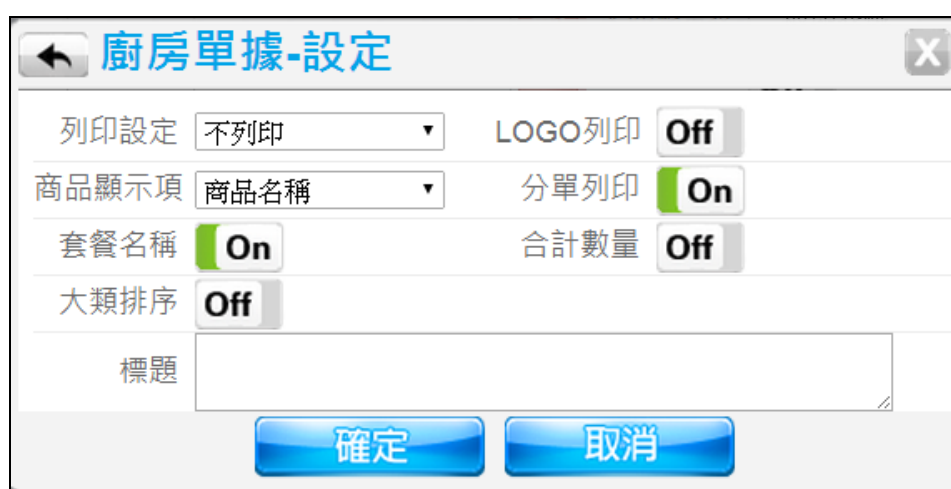 廚房單據-設定 X
列印設定 不列印 LOGO列印 Off
商品顯示項 商品名稱 分單列印 On
套餐名稱 On 合計數量 Off
大類排序 Off
標題
確定 取消